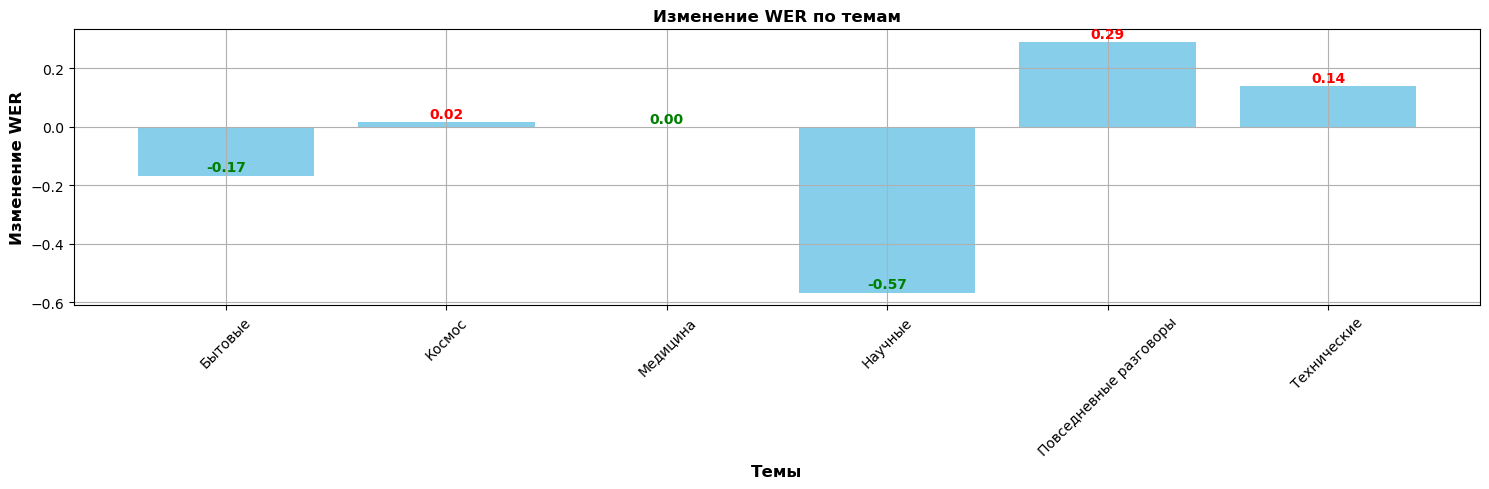 Изменение WER по темам
Изменение WER
0.2
0.0
−0.2
−0.4
−0.6
-0.17
0.02
0.00
-0.57
0.29
0.14
Бытовые
Космос
Медицина
Научные
Повседневные разговоры
Технические
Темы